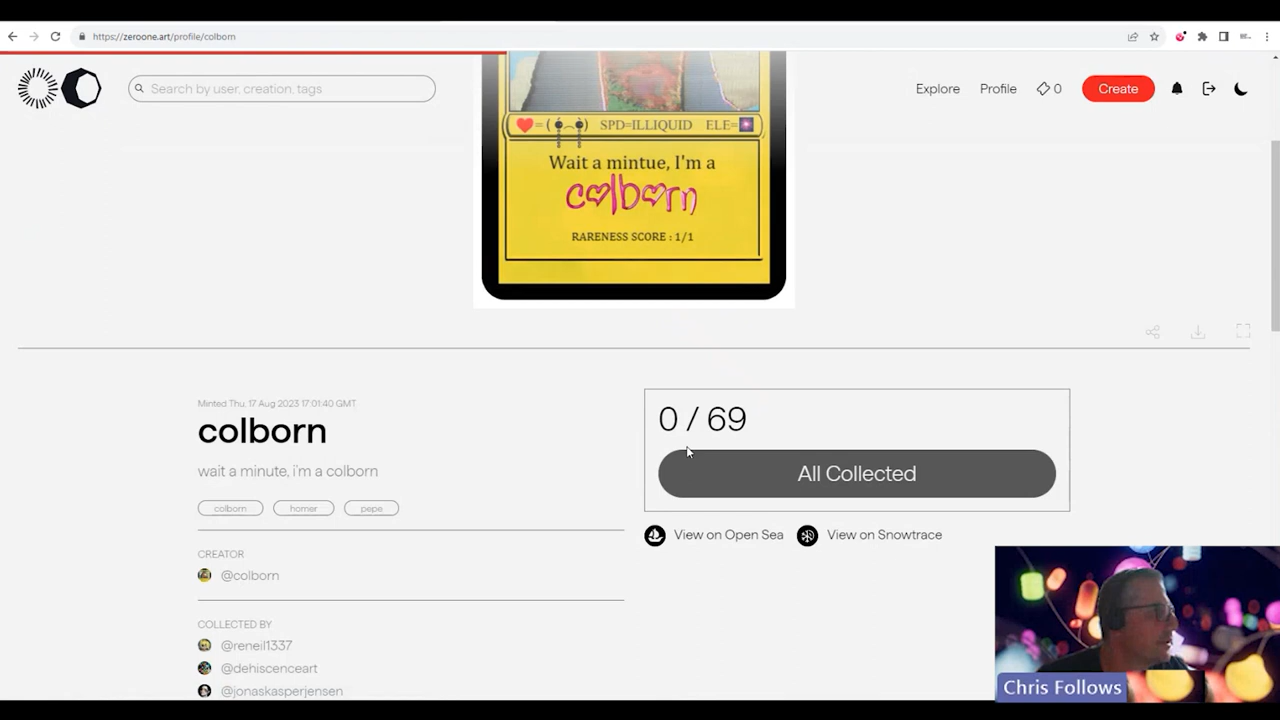 https://zeroone.art/profile/colborn
Search by user, creation, tags
Explore
Profile
0
Create
SPD=ILLIQUID
ELE=
Wait a mintue, I'm a
colborn
RARENESS SCORE : 1/1
Minted Thu, 17 Aug 2023 17:01:40 GMT
colborn
wait a minute, i'm a colborn
colborn
homer
pepe
CREATOR
@colborn
COLLECTED BY
@reneil1337
@dehiscenceart
@jonaskasperjensen
0 / 69
All Collected
View on Open Sea
View on Snowtrace
Chris Follows